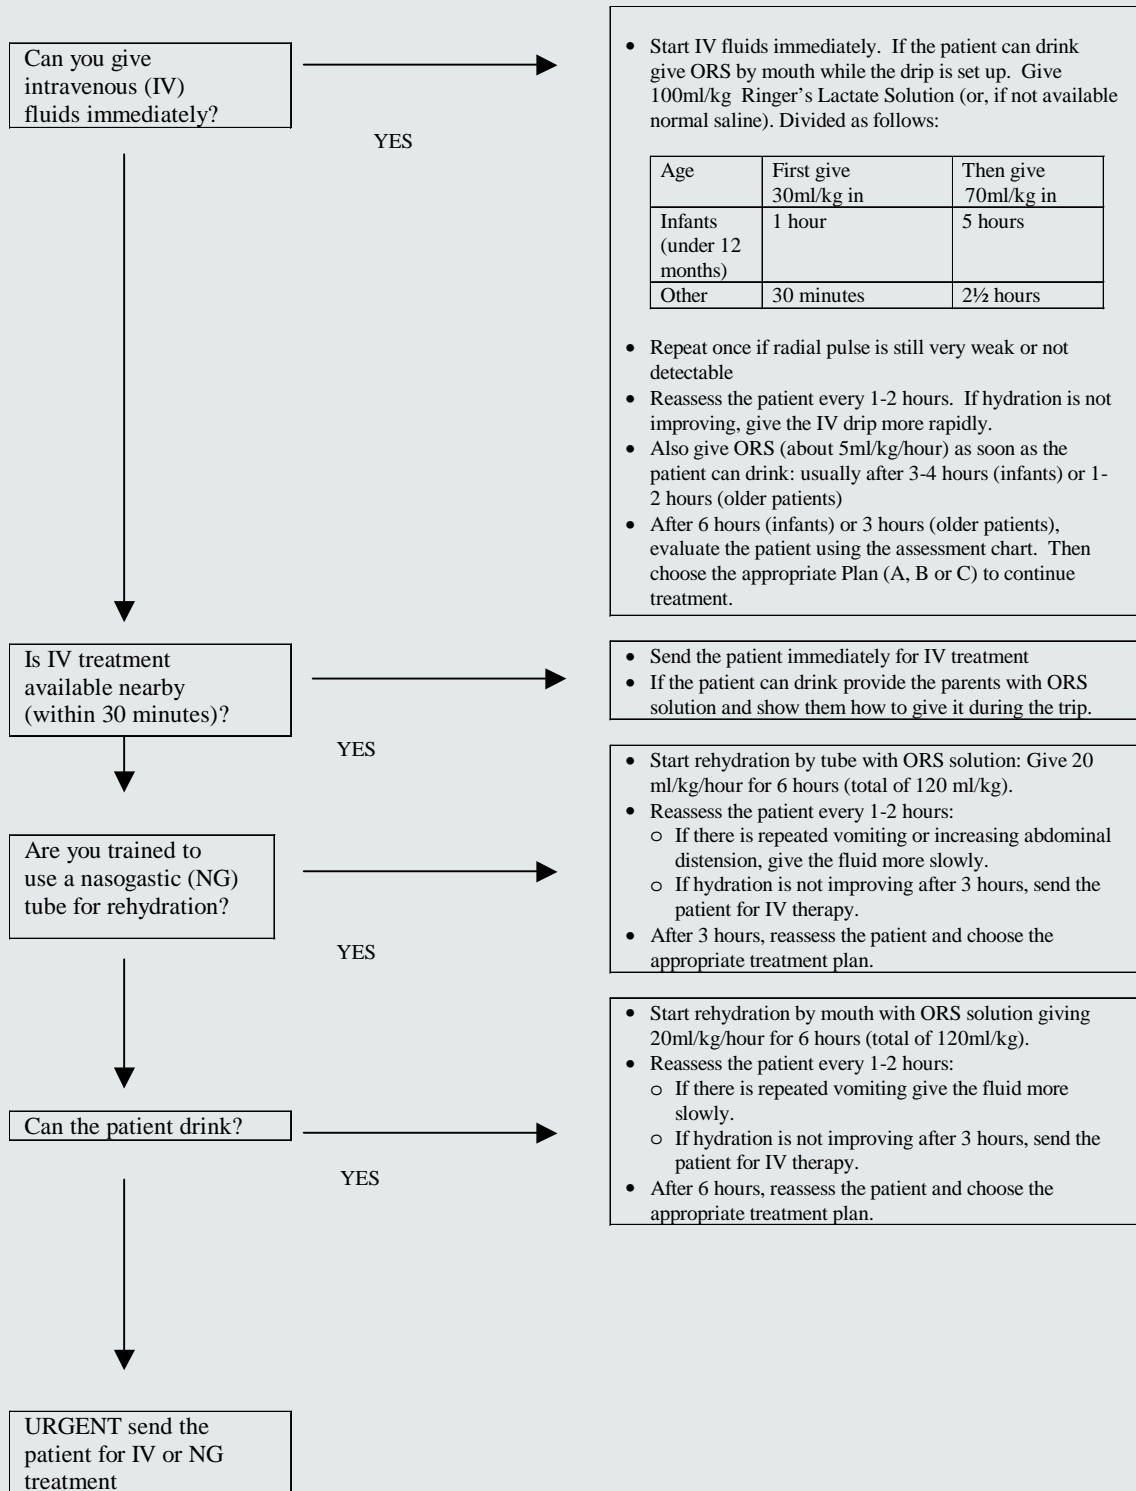 Can you give
intravenous (IV)
fluids immediately?
YES
• Start IV fluids immediately. If the patient can drink
give ORS by mouth while the drip is set up. Give
100ml/kg Ringer's Lactate Solution (or, if not available
normal saline). Divided as follows:
Age First give Then give
30ml/kg in 70ml/kg in
Infants 1 hour 5 hours
(under 12
months)
Other 30 minutes 2½ hours
• Repeat once if radial pulse is still very weak or not
detectable
• Reassess the patient every 1-2 hours. If hydration is not
improving, give the IV drip more rapidly.
• Also give ORS (about 5ml/kg/hour) as soon as the
patient can drink: usually after 3-4 hours (infants) or 1-
2 hours (older patients)
• After 6 hours (infants) or 3 hours (older patients),
evaluate the patient using the assessment chart. Then
choose the appropriate Plan (A, B or C) to continue
treatment.
Is IV treatment
available nearby
(within 30 minutes)?
YES
• Send the patient immediately for IV treatment
• If the patient can drink provide the parents with ORS
solution and show them how to give it during the trip.
Are you trained to
use a nasogastic (NG)
tube for rehydration?
YES
• Start rehydration by tube with ORS solution: Give 20
ml/kg/hour for 6 hours (total of 120 ml/kg).
• Reassess the patient every 1-2 hours:
o If there is repeated vomiting or increasing abdominal
distension, give the fluid more slowly.
o If hydration is not improving after 3 hours, send the
patient for IV therapy.
• After 3 hours, reassess the patient and choose the
appropriate treatment plan.
Can the patient drink?
YES
• Start rehydration by mouth with ORS solution giving
20ml/kg/hour for 6 hours (total of 120ml/kg).
• Reassess the patient every 1-2 hours:
o If there is repeated vomiting give the fluid more
slowly.
o If hydration is not improving after 3 hours, send the
patient for IV therapy.
• After 6 hours, reassess the patient and choose the
appropriate treatment plan.
URGENT send the
patient for IV or NG
treatment